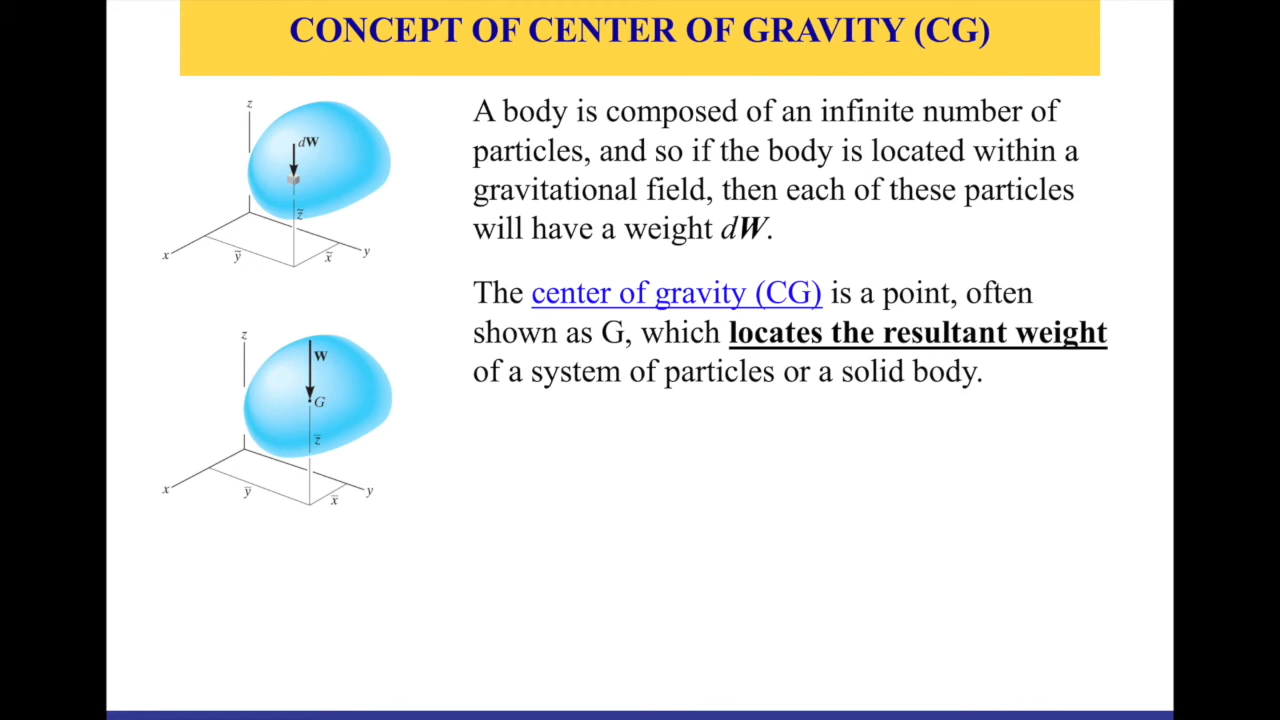 CONCEPT OF CENTER OF GRAVITY (CG)
z
dW
z̃
x
ỹ
x̃
y
A body is composed of an infinite number of
particles, and so if the body is located within a
gravitational field, then each of these particles
will have a weight dW.
The center of gravity (CG) is a point, often
shown as G, which locates the resultant weight
of a system of particles or a solid body.
z
W
G
z̅
x
y̅
x̅
y